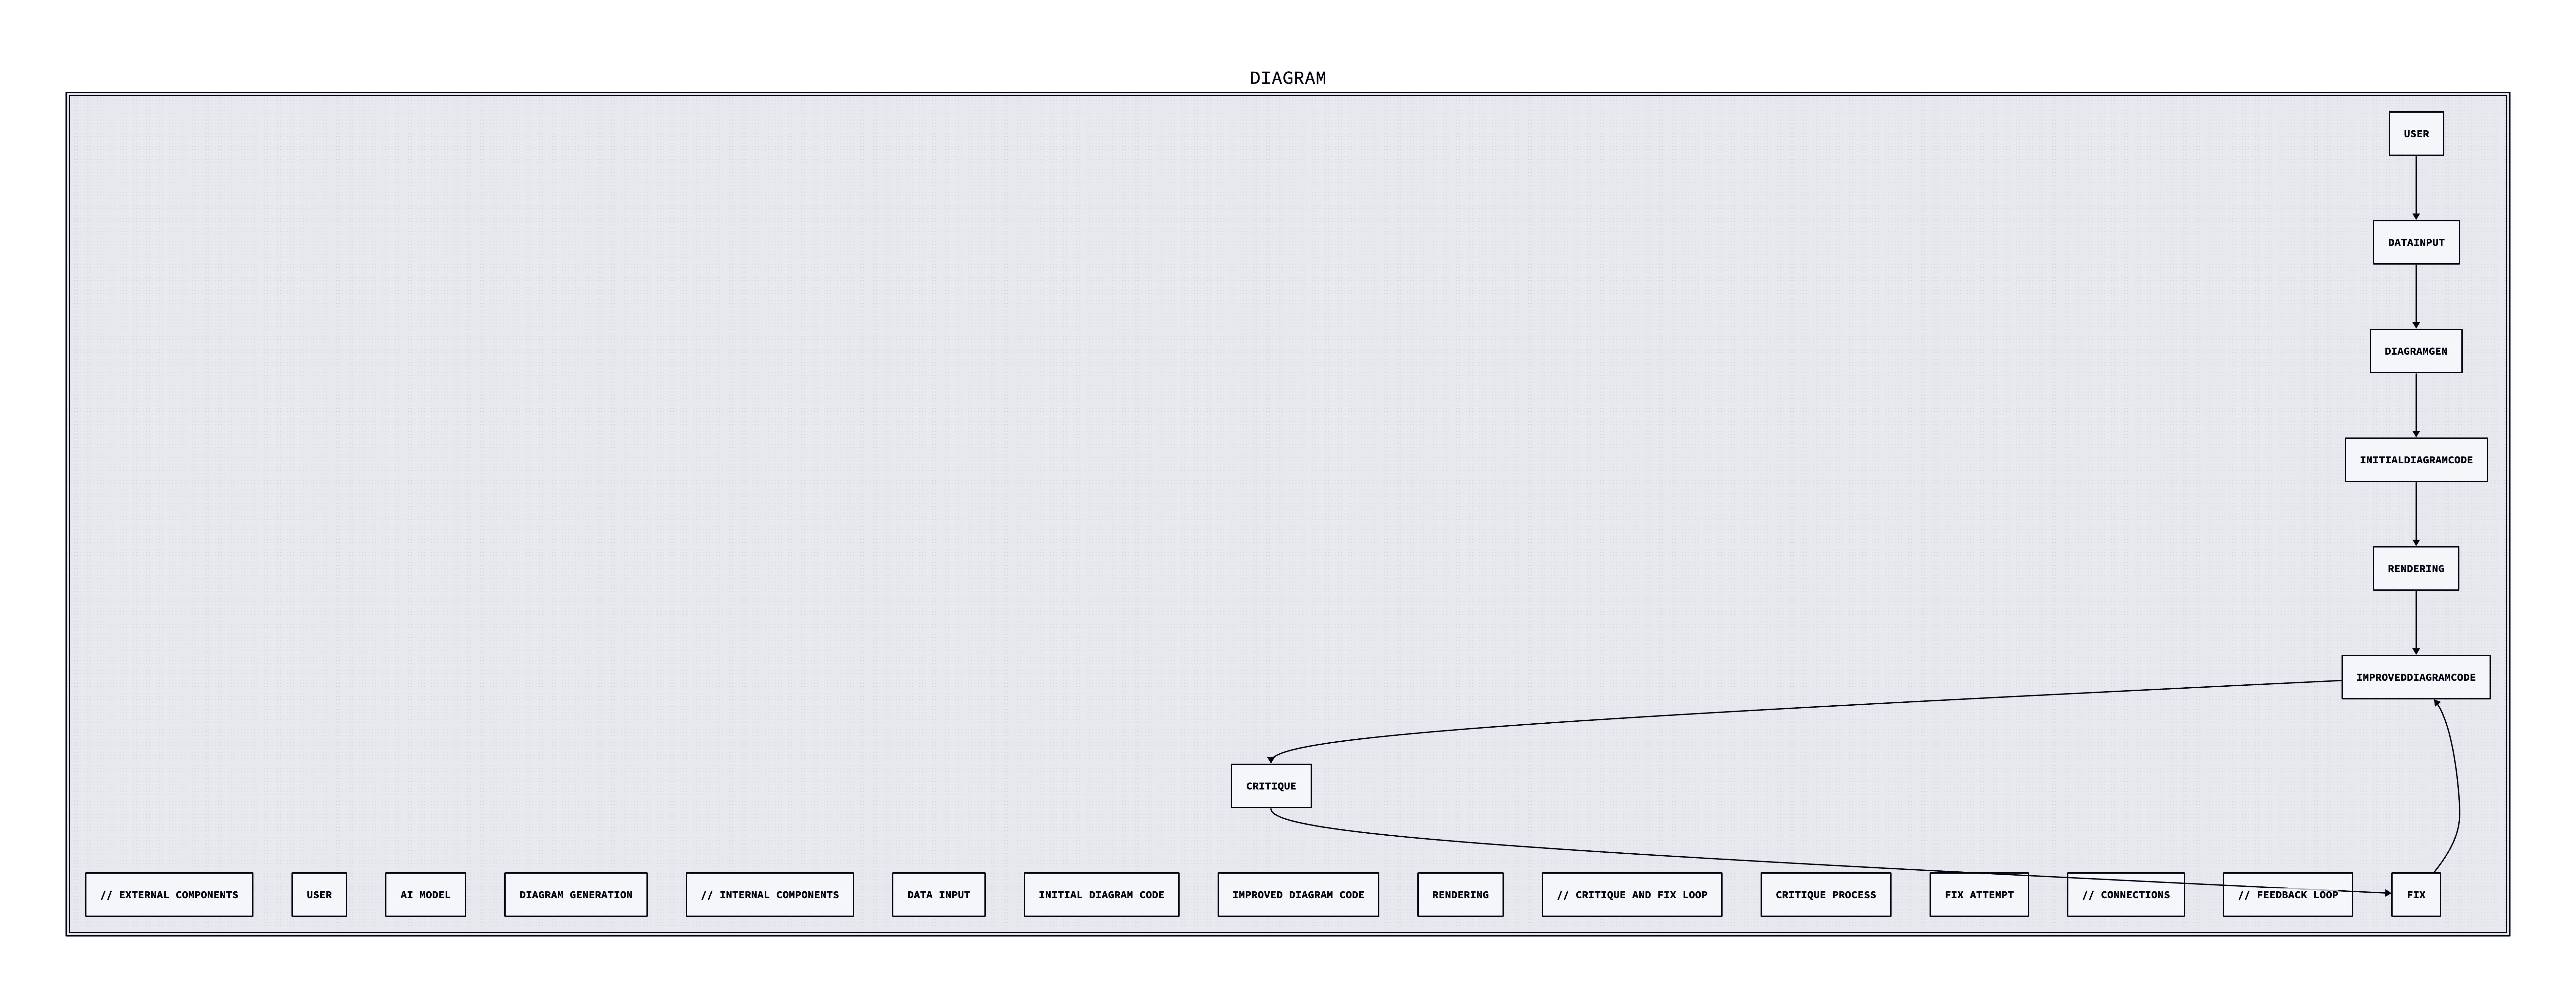 DIAGRAM
USER
DATAINPUT
DIAGRAMGEN
INITIALDIAGRAMCODE
RENDERING
IMPROVEDDIAGRAMCODE
CRITIQUE
// EXTERNAL COMPONENTS
USER
AI MODEL
DIAGRAM GENERATION
// INTERNAL COMPONENTS
DATA INPUT
INITIAL DIAGRAM CODE
IMPROVED DIAGRAM CODE
RENDERING
// CRITIQUE AND FIX LOOP
CRITIQUE PROCESS
FIX ATTEMPT
// CONNECTIONS
// FEEDBACK LOOP
FIX